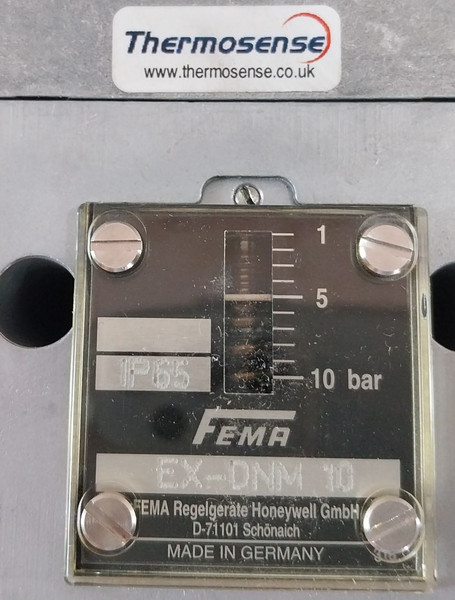 Thermosense
www.thermosense.co.uk
1
5
10 bar
IP65
FEMA
EX-DNM 10
FEMA Regelgeräte Honeywell GmbH
D-71101 Schönaich
MADE IN GERMANY